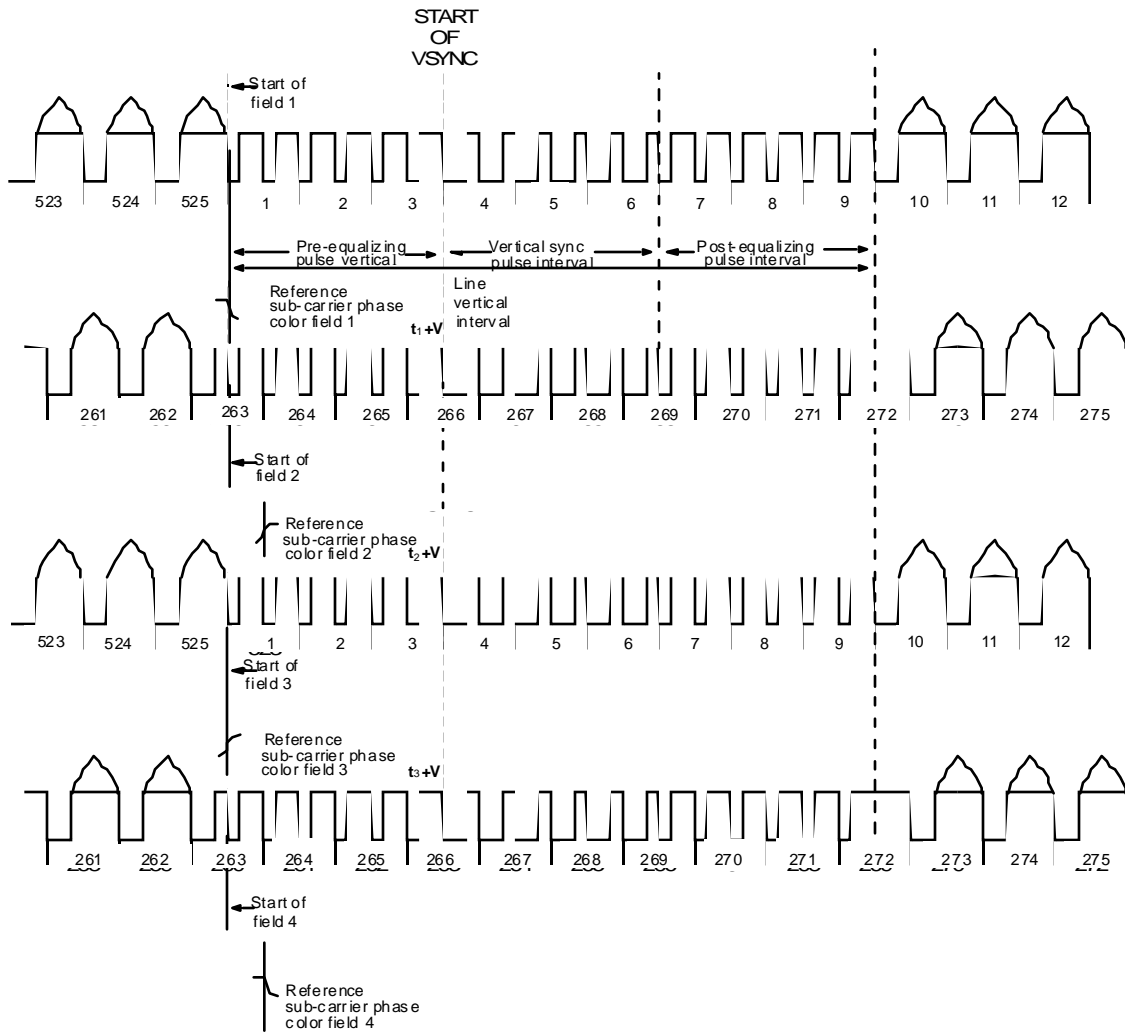 START
OF
VSYNC
Start of
field 1
523 524 525 1 2 3 4 5 6 7 8 9 10 11 12
Pre-equalizing
pulse vertical
Vertical sync
pulse interval
Post-equalizing
pulse interval
Line
vertical
interval
Reference
sub-carrier phase
color field 1
t1+V
261 262 263 264 265 266 267 268 269 270 271 272 273 274 275
Start of
field 2
Reference
sub-carrier phase
color field 2
t2+V
523 524 525 1 2 3 4 5 6 7 8 9 10 11 12
Start of
field 3
Reference
sub-carrier phase
color field 3
t3+V
261 262 263 264 265 266 267 268 269 270 271 272 273 274 275
Start of
field 4
Reference
sub-carrier phase
color field 4